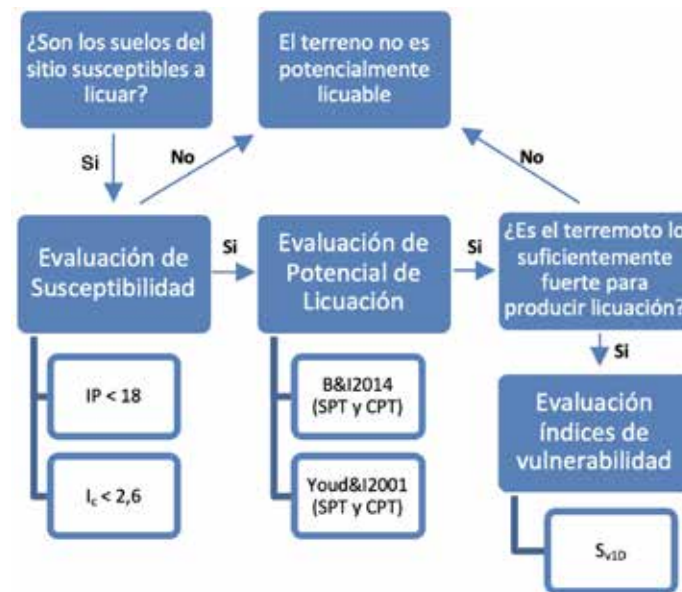 ¿Son los suelos del
sitio susceptibles a
licuar?
El terreno no es
potencialmente
licuable
Si
No
No
Evaluación de
Susceptibilidad
Si
Evaluación de
Potencial de
Licuación
Si
¿Es el terremoto lo
suficientemente
fuerte para
producir licuación?
Si
IP < 18
B&I2014
(SPT y CPT)
Evaluación
índices de
vulnerabilidad
Ic < 2,6
Youd&I2001
(SPT y CPT)
Sv1D